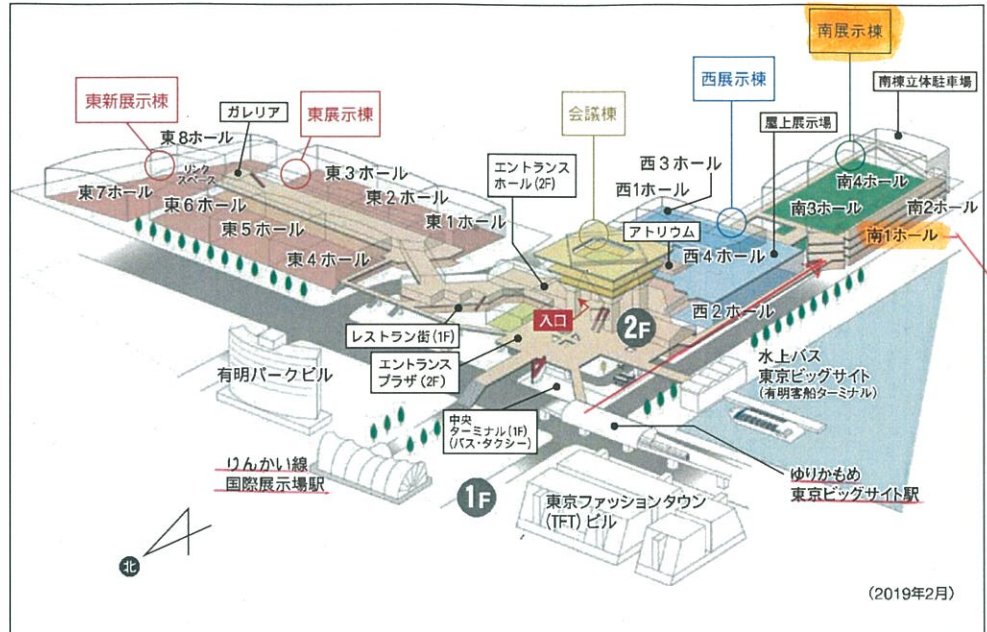 南展示棟
南棟立体駐車場
西展示棟
東新展示棟
ガレリア
東展示棟
会議棟
屋上展示場
東8ホール
リンク
スペース
東3ホール
エントランス
ホール(2F)
西3ホール
南4ホール
東7ホール
東2ホール
西1ホール
南3ホール
南2ホール
東6ホール
東1ホール
アトリウム
南1ホール
東5ホール
西4ホール
東4ホール
西2ホール
入口
2F
レストラン街(1F)
水上バス
東京ビッグサイト
(有明客船ターミナル)
有明パークビル
エントランス
プラザ(2F)
中央
ターミナル(1F)
(バス・タクシー)
りんかい線
国際展示場駅
ゆりかもめ
東京ビッグサイト駅
1F
東京ファッションタウン
(TFT)ビル
北
(2019年2月)